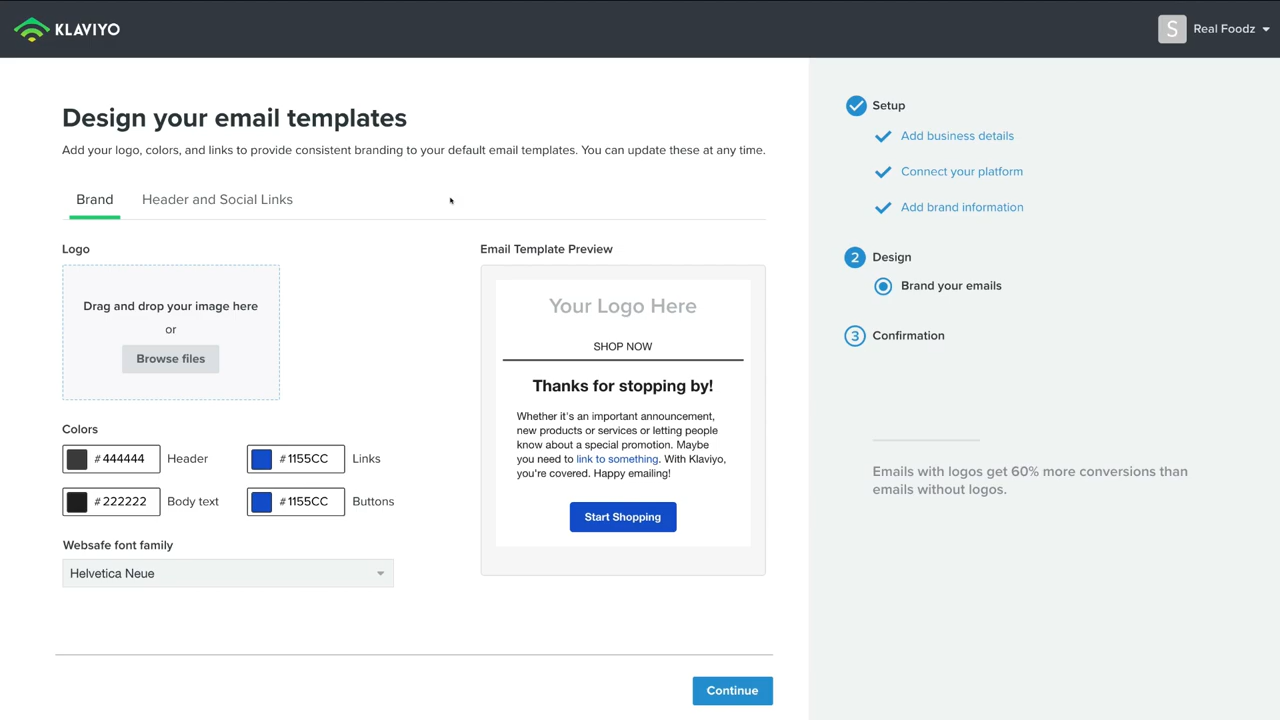 KLAVIYO
S Real Foodz
Design your email templates
Add your logo, colors, and links to provide consistent branding to your default email templates. You can update these at any time.
Brand Header and Social Links
Logo
Drag and drop your image here
or
Browse files
Colors
#444444 Header #1155CC Links
#222222 Body text #1155CC Buttons
Websafe font family
Helvetica Neue
Email Template Preview
Your Logo Here
SHOP NOW
Thanks for stopping by!
Whether it's an important announcement,
new products or services or letting people
know about a special promotion. Maybe
you need to link to something. With Klaviyo,
you're covered. Happy emailing!
Start Shopping
Continue
Setup
Add business details
Connect your platform
Add brand information
2 Design
Brand your emails
3 Confirmation
Emails with logos get 60% more conversions than
emails without logos.